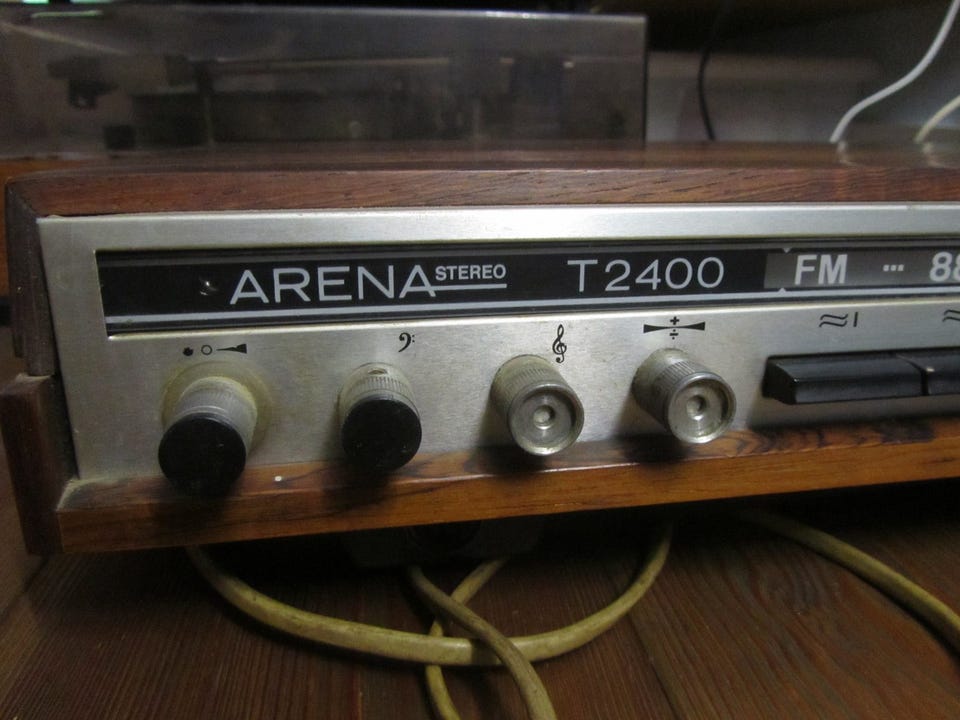 ARENA STEREO T2400 FM ... 88